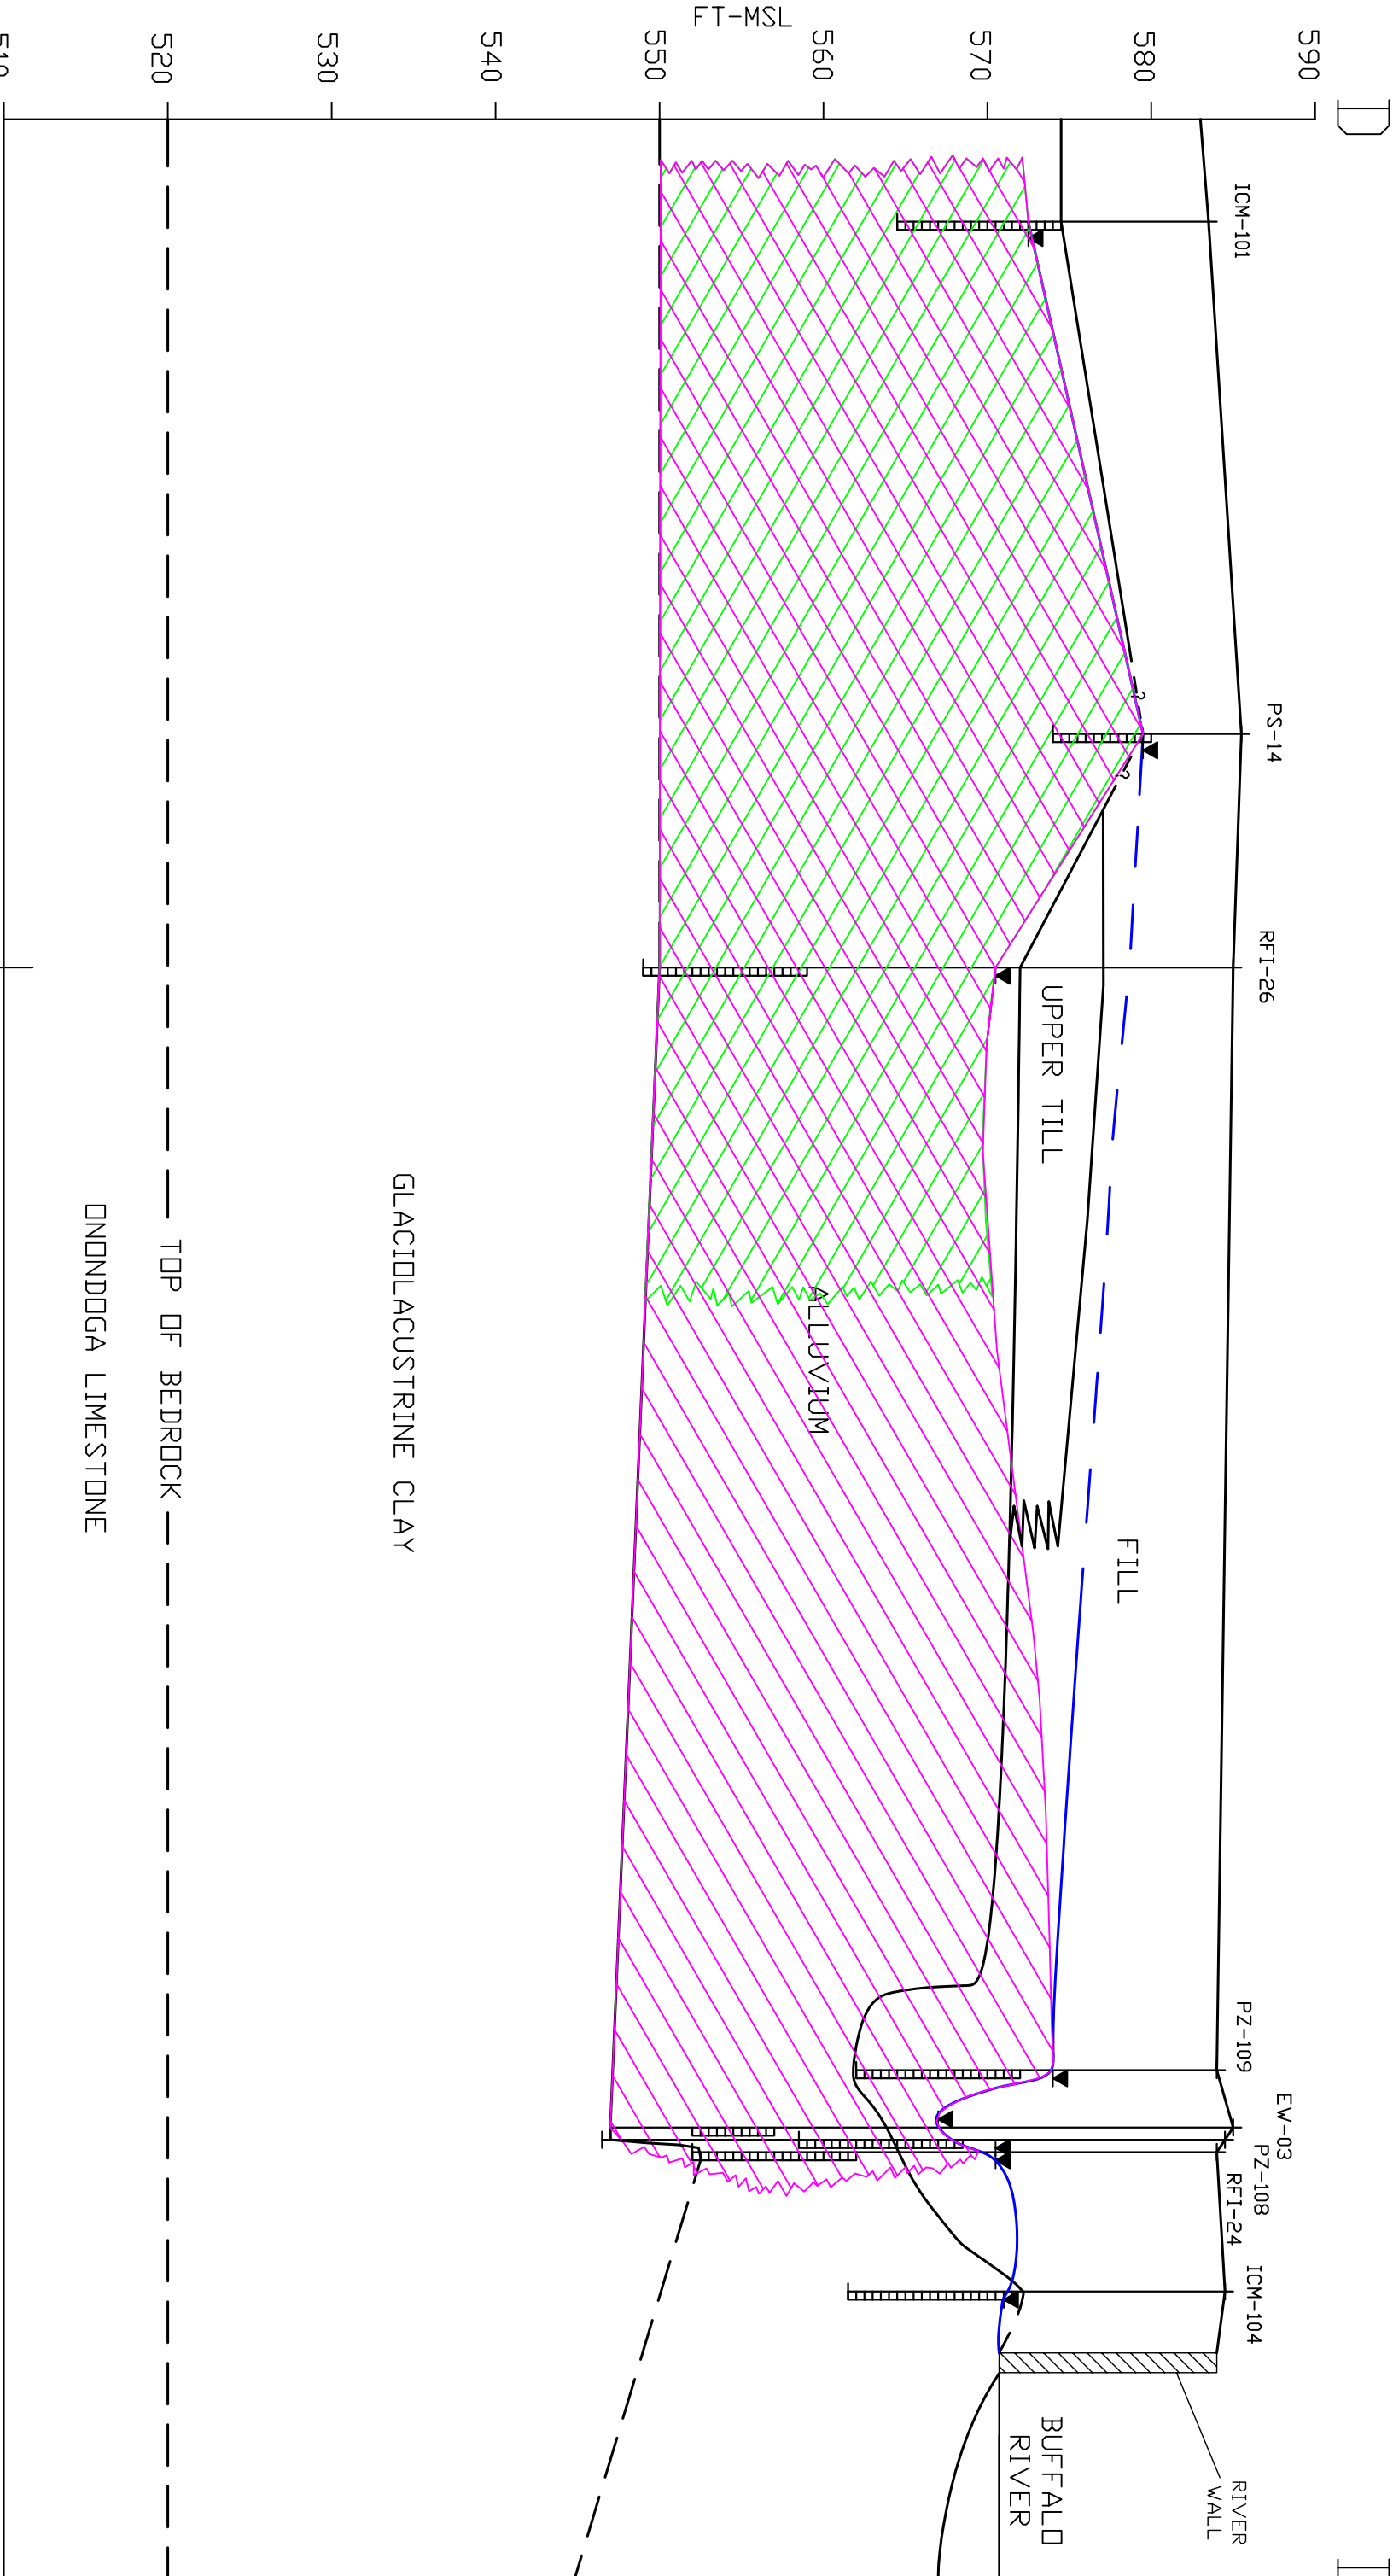 D
ICM-101
PS-14
RFI-26
PZ-109
EW-03
PZ-108
RFI-24
ICM-104
590
580
570
560
550
540
530
520
510
FT-MSL
RIVER
WALL
FILL
UPPER TILL
BUFFALO
RIVER
?
?
ALLUVIUM
GLACIOLACUSTRINE CLAY
TOP OF BEDROCK
ONONDOGA LIMESTONE